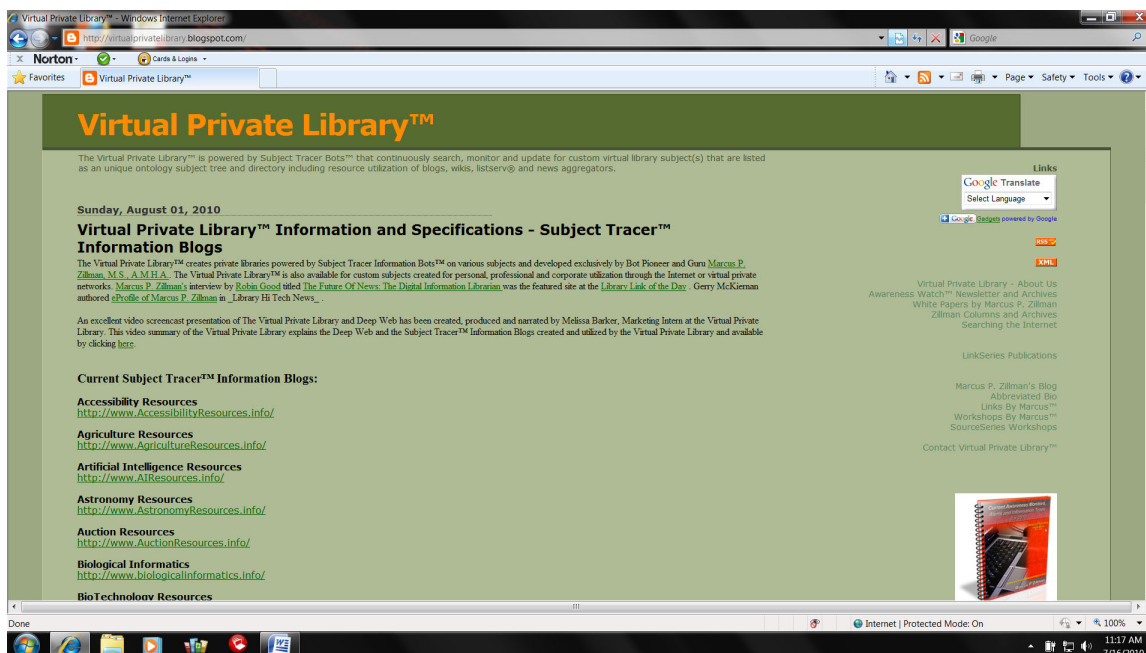 Virtual Private Library™ - Windows Internet Explorer
http://virtualprivatelibrary.blogspot.com/
Google
x Norton
Cards & Logins
Favorites
Virtual Private Library™
Page
Safety
Tools
Virtual Private Library™
The Virtual Private Library™ is powered by Subject Tracer Bots™ that continuously search, monitor and update for custom virtual library subject(s) that are listed
as an unique ontology subject tree and directory including resource utilization of blogs, wikis, listserv® and news aggregators.
Sunday, August 01, 2010
Virtual Private Library™ Information and Specifications - Subject Tracer™
Information Blogs
The Virtual Private Library™ creates private libraries powered by Subject Tracer Information Bots™ on various subjects and developed exclusively by Bot Pioneer and Guru Marcus P.
Zillman, M.S., A.M.H.A.. The Virtual Private Library™ is also available for custom subjects created for personal, professional and corporate utilization through the Internet or virtual private
networks. Marcus P. Zillman's interview by Robin Good titled The Future Of News: The Digital Information Librarian was the featured site at the Library Link of the Day . Gerry McKiernan
authored eProfile of Marcus P. Zillman in _Library Hi Tech News_ .
An excellent video screencast presentation of The Virtual Private Library and Deep Web has been created, produced and narrated by Melissa Barker, Marketing Intern at the Virtual Private
Library. This video summary of the Virtual Private Library explains the Deep Web and the Subject Tracer™ Information Blogs created and utilized by the Virtual Private Library and available
by clicking here.
Current Subject Tracer™ Information Blogs:
Accessibility Resources
http://www.AccessibilityResources.info/
Agriculture Resources
http://www.AgricultureResources.info/
Artificial Intelligence Resources
http://www.AIResources.info/
Astronomy Resources
http://www.AstronomyResources.info/
Auction Resources
http://www.AuctionResources.info/
Biological Informatics
http://www.biologicalinformatics.info/
BioTechnology Resources
Links
Google Translate
Select Language
Google Gadgets powered by Google
RSS
XML
Virtual Private Library - About Us
Awareness Watch™ Newsletter and Archives
White Papers by Marcus P. Zillman
Zillman Columns and Archives
Searching the Internet
LinkSeries Publications
Marcus P. Zillman's Blog
Abbreviated Bio
Links By Marcus™
Workshops By Marcus™
SourceSeries Workshops
Contact Virtual Private Library™
Done
Internet | Protected Mode: On
100%
11:17 AM
7/16/2010